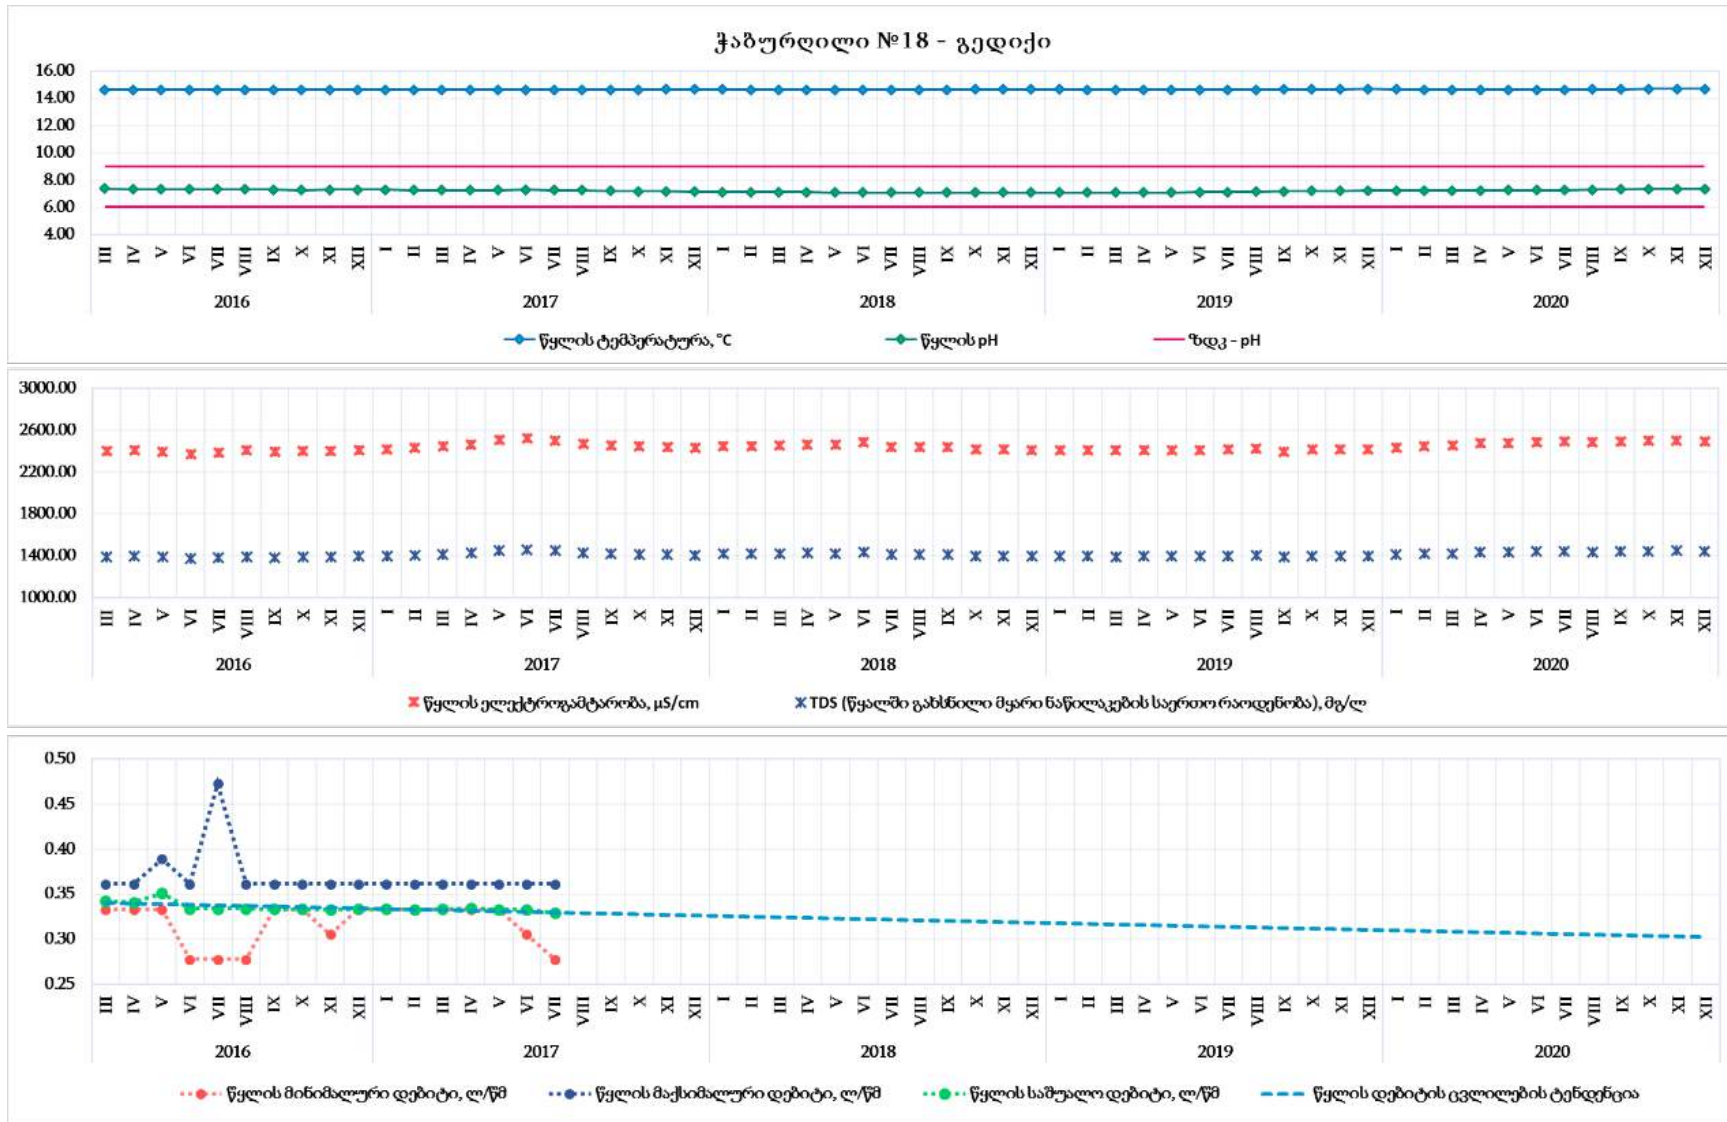 ჭაბურღილი №18 - გედიქი
16.00
14.00
12.00
10.00
8.00
6.00
4.00
III IV V VI VII VIII IX X XI XII I II III IV V VI VII VIII IX X XI XII I II III IV V VI VII VIII IX X XI XII I II III IV V VI VII VIII IX X XI XII I II III IV V VI VII VIII IX X XI XII
2016 2017 2018 2019 2020
წყლის ტემპერატურა, °C წყლის pH ზდკ - pH
3000.00
2600.00
2200.00
1800.00
1400.00
1000.00
III IV V VI VII VIII IX X XI XII I II III IV V VI VII VIII IX X XI XII I II III IV V VI VII VIII IX X XI XII I II III IV V VI VII VIII IX X XI XII I II III IV V VI VII VIII IX X XI XII
2016 2017 2018 2019 2020
წყლის ელექტროგამტარობა, µS/cm TDS (წყალში გახსნილი მყარი ნაწილაკების საერთო რაოდენობა), მგ/ლ
0.50
0.45
0.40
0.35
0.30
0.25
III IV V VI VII VIII IX X XI XII I II III IV V VI VII VIII IX X XI XII I II III IV V VI VII VIII IX X XI XII I II III IV V VI VII VIII IX X XI XII I II III IV V VI VII VIII IX X XI XII
2016 2017 2018 2019 2020
წყლის მინიმალური დებიტი, ლ/წმ წყლის მაქსიმალური დებიტი, ლ/წმ წყლის საშუალო დებიტი, ლ/წმ წყლის დებიტის ცვლილების ტენდენცია